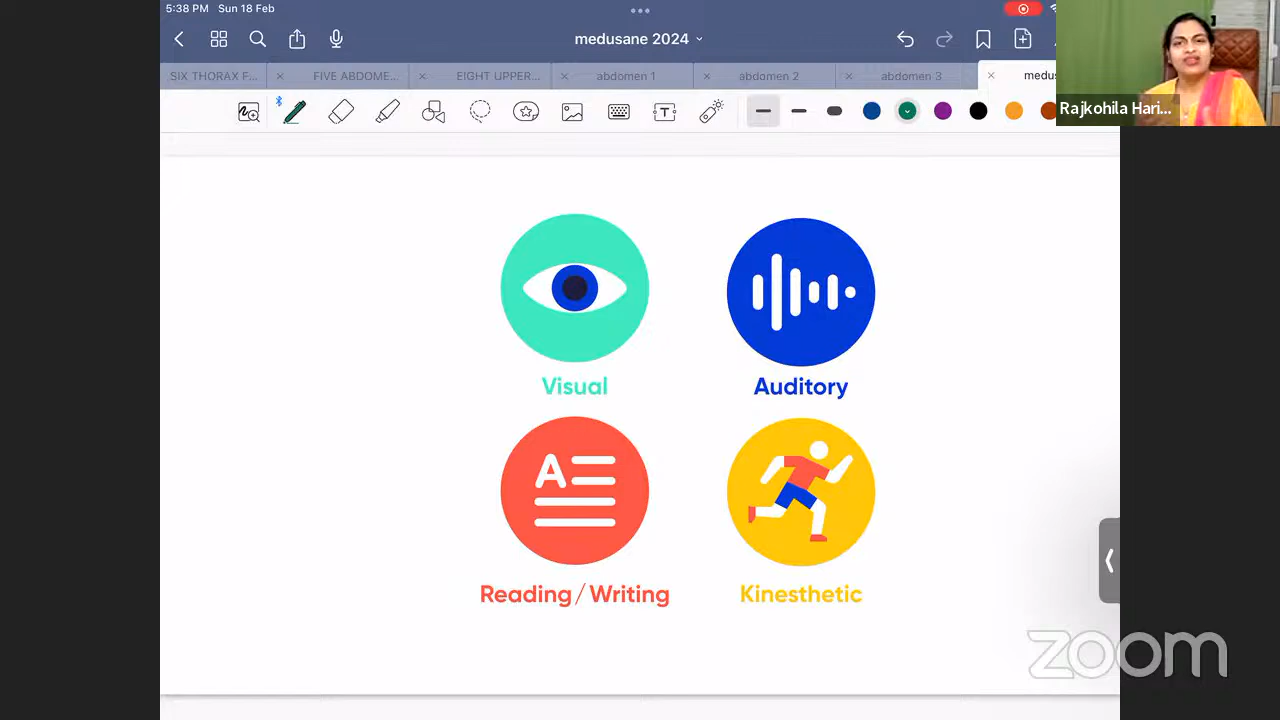 5:38 PM Sun 18 Feb
medusane 2024
SIX THORAX F...
FIVE ABDOME...
EIGHT UPPER...
abdomen 1
abdomen 2
abdomen 3
medus
T
Rajkohila Hari...
Visual
Auditory
A
Reading/Writing
Kinesthetic
zoom